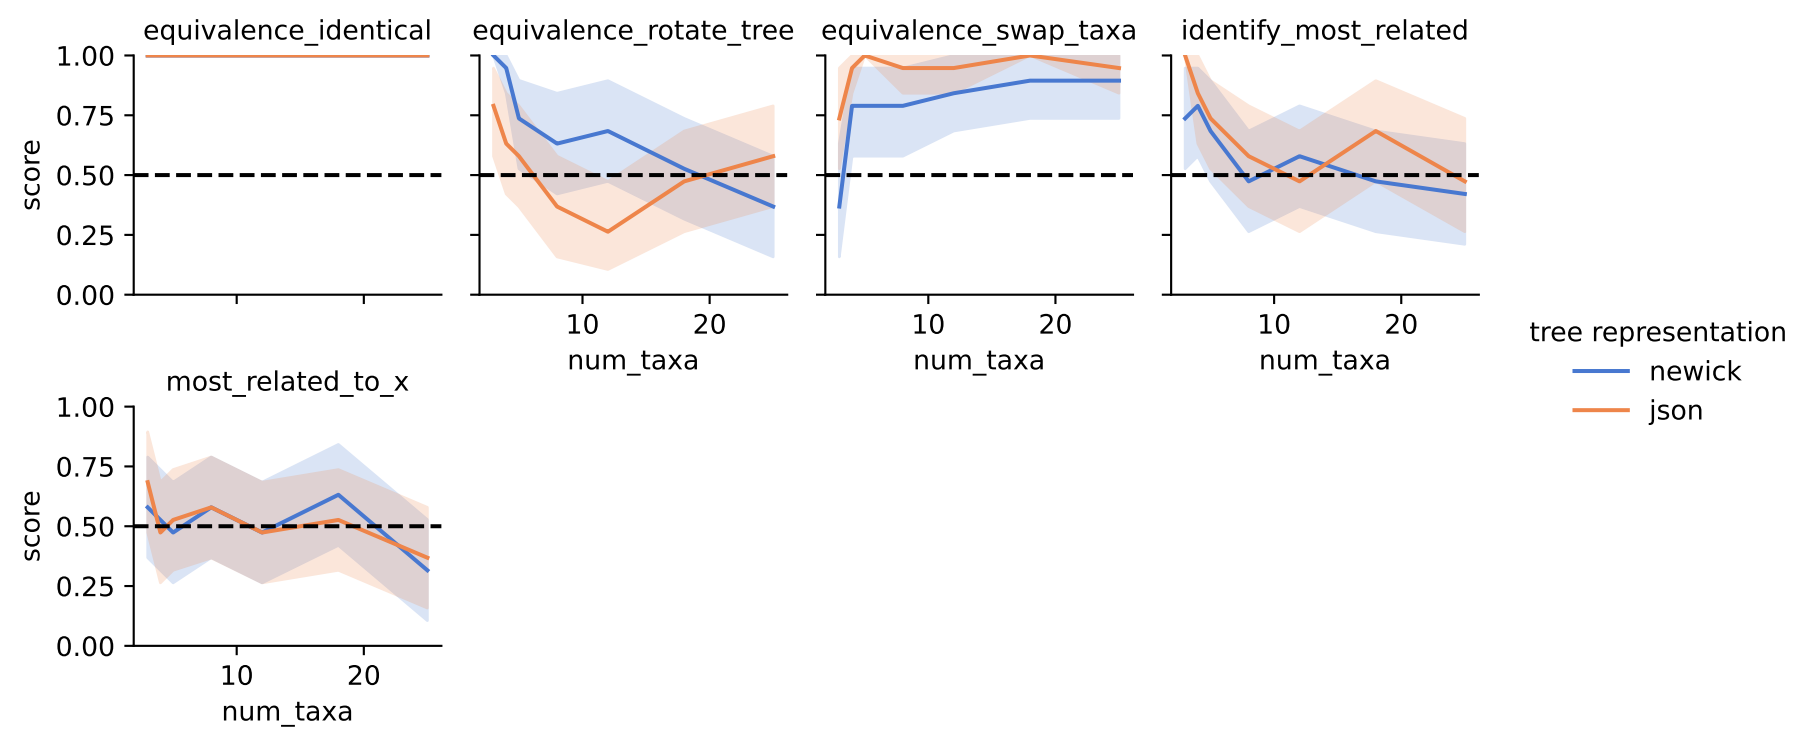 equivalence_identical
equivalence_rotate_tree
equivalence_swap_taxa
identify_most_related
score
1.00
0.75
0.50
0.25
0.00
10
20
num_taxa
10
20
num_taxa
10
20
num_taxa
tree representation
newick
json
most_related_to_x
score
1.00
0.75
0.50
0.25
0.00
10
20
num_taxa